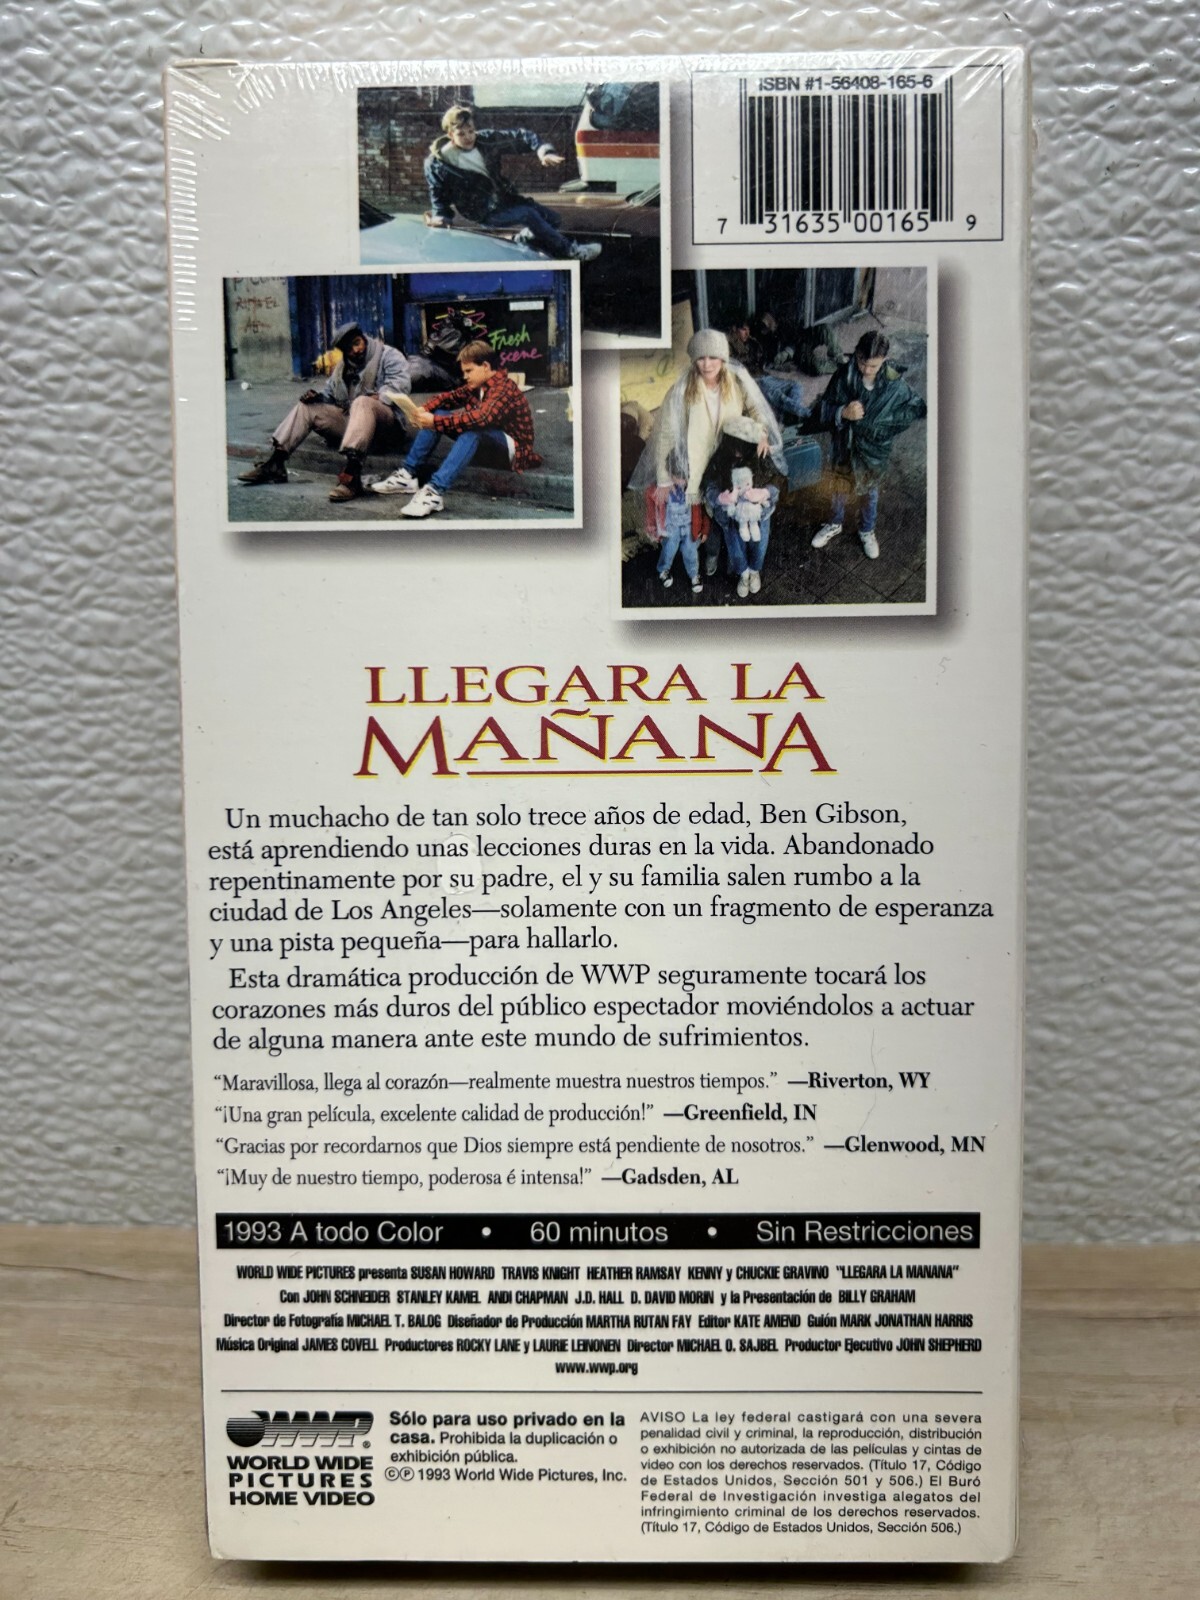 ISBN #1-56408-165-6
7 31635 00165 9
Fresh
scene
LLEGARA LA
MAÑANA
Un muchacho de tan solo trece años de edad, Ben Gibson,
está aprendiendo unas lecciones duras en la vida. Abandonado
repentinamente por su padre, el y su familia salen rumbo a la
ciudad de Los Angeles—solamente con un fragmento de esperanza
y una pista pequeña—para hallarlo.
Esta dramática producción de WWP seguramente tocará los
corazones más duros del público espectador moviéndolos a actuar
de alguna manera ante este mundo de sufrimientos.
“Maravillosa, llega al corazón—realmente muestra nuestros tiempos.” —Riverton, WY
“¡Una gran película, excelente calidad de producción!” —Greenfield, IN
“Gracias por recordarnos que Dios siempre está pendiente de nosotros.” —Glenwood, MN
“¡Muy de nuestro tiempo, poderosa é intensa!” —Gadsden, AL
1993 A todo Color • 60 minutos • Sin Restricciones
WORLD WIDE PICTURES presenta SUSAN HOWARD TRAVIS KNIGHT HEATHER RAMSAY KENNY y CHUCKIE GRAVINO "LLEGARA LA MANANA"
Con JOHN SCHNEIDER STANLEY KAMEL ANDI CHAPMAN J.D. HALL D. DAVID MORIN y la Presentación de BILLY GRAHAM
Director de Fotografía MICHAEL T. BALOG Diseñador de Producción MARTHA RUTAN FAY Editor KATE AMEND Guión MARK JONATHAN HARRIS
Música Original JAMES COVELL Productores ROCKY LANE y LAURIE LEINONEN Director MICHAEL O. SAJBEL Productor Ejecutivo JOHN SHEPHERD
www.wwp.org
WWP®
WORLD WIDE
PICTURES
HOME VIDEO
Sólo para uso privado en la
casa. Prohibida la duplicación o
exhibición pública.
©℗ 1993 World Wide Pictures, Inc.
AVISO La ley federal castigará con una severa
penalidad civil y criminal, la reproducción, distribución
o exhibición no autorizada de las películas y cintas de
video con los derechos reservados. (Título 17, Código
de Estados Unidos, Sección 501 y 506.) El Buró
Federal de Investigación investiga alegatos del
infringimiento criminal de los derechos reservados.
(Título 17, Código de Estados Unidos, Sección 506.)